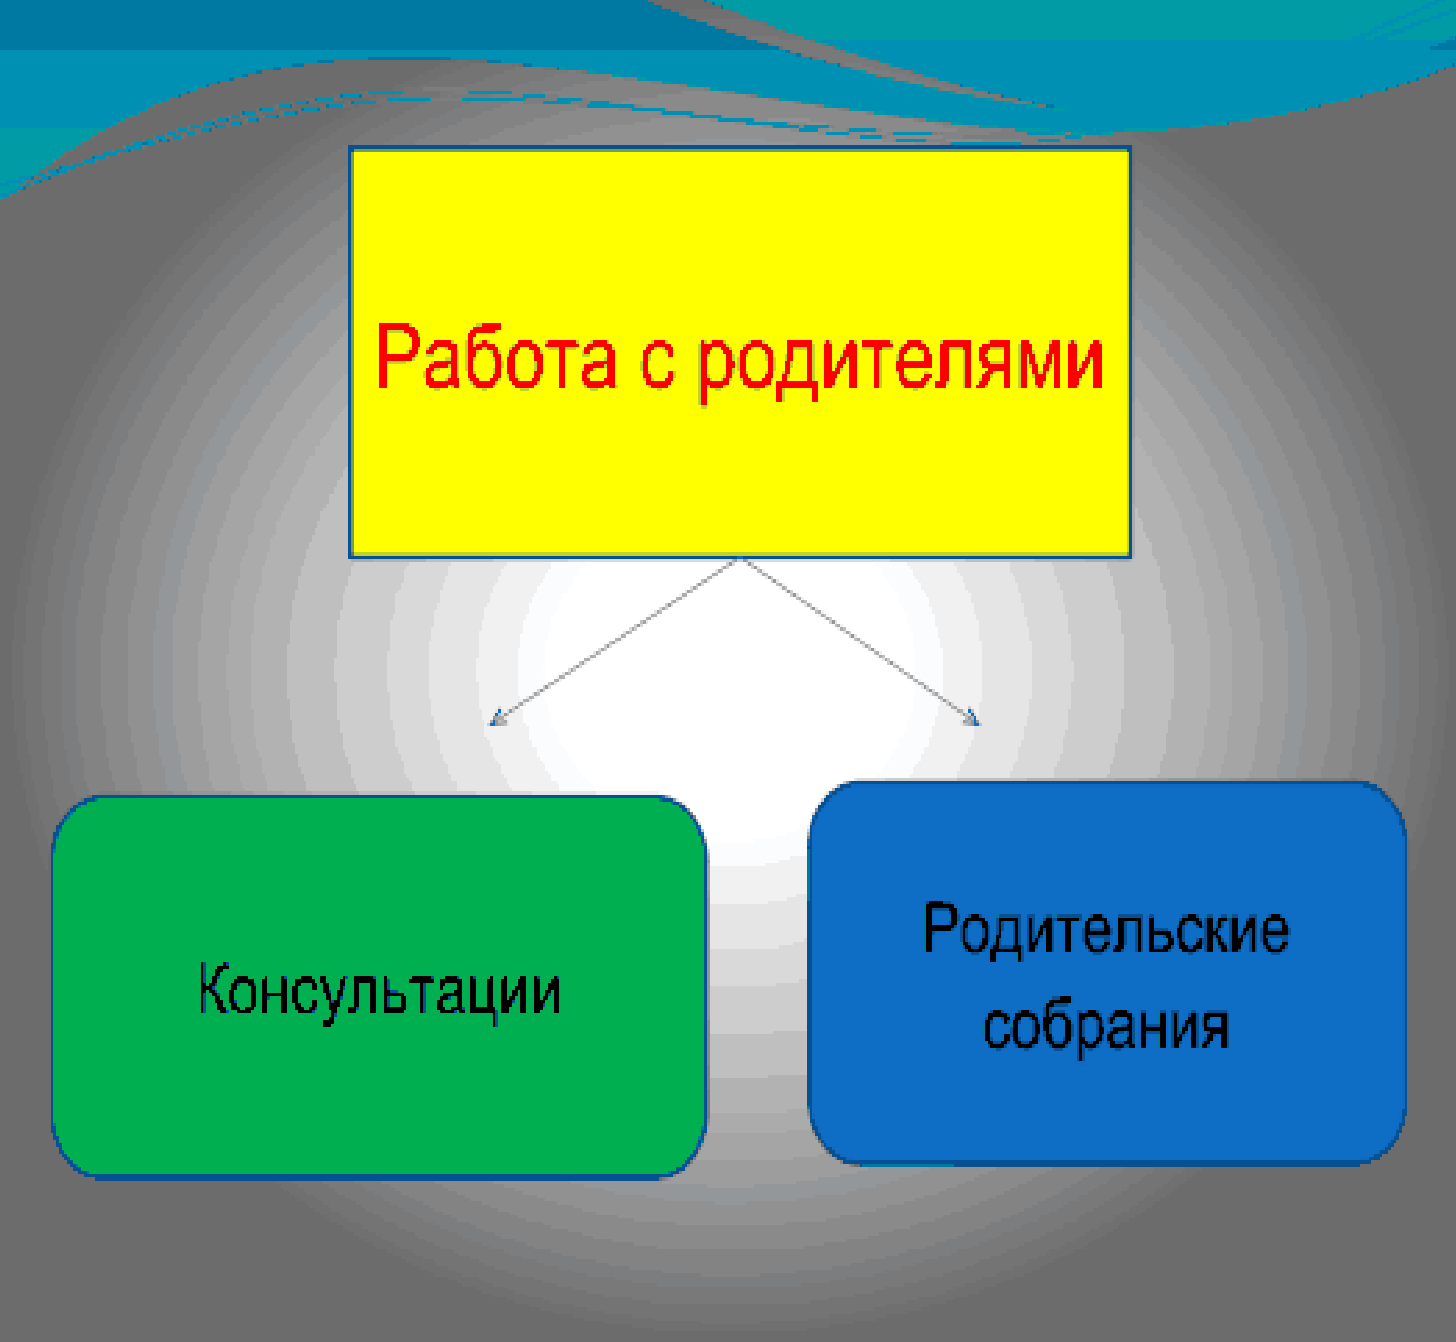 Работа с родителями
Консультации
Родительские
собрания